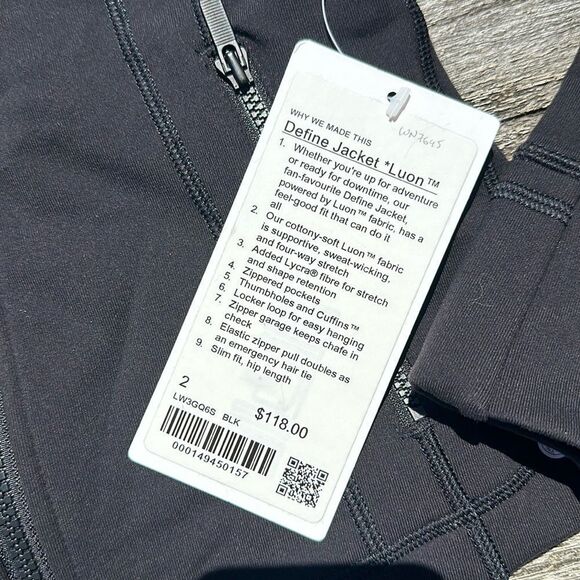 WN7645
WHY WE MADE THIS
Define Jacket *Luon™
1. Whether you're up for adventure
or ready for downtime, our
fan-favourite Define Jacket,
powered by Luon™ fabric, has a
feel-good fit that can do it
all
2. Our cottony-soft Luon™ fabric
is supportive, sweat-wicking,
and four-way stretch
3. Added Lycra® fibre for stretch
and shape retention
4. Zippered pockets
5. Thumbholes and Cuffins™
6. Locker loop for easy hanging
7. Zipper garage keeps chafe in
check
8. Elastic zipper pull doubles as
an emergency hair tie
9. Slim fit, hip length
2
LW3GQ6S BLK
$118.00
000149450157